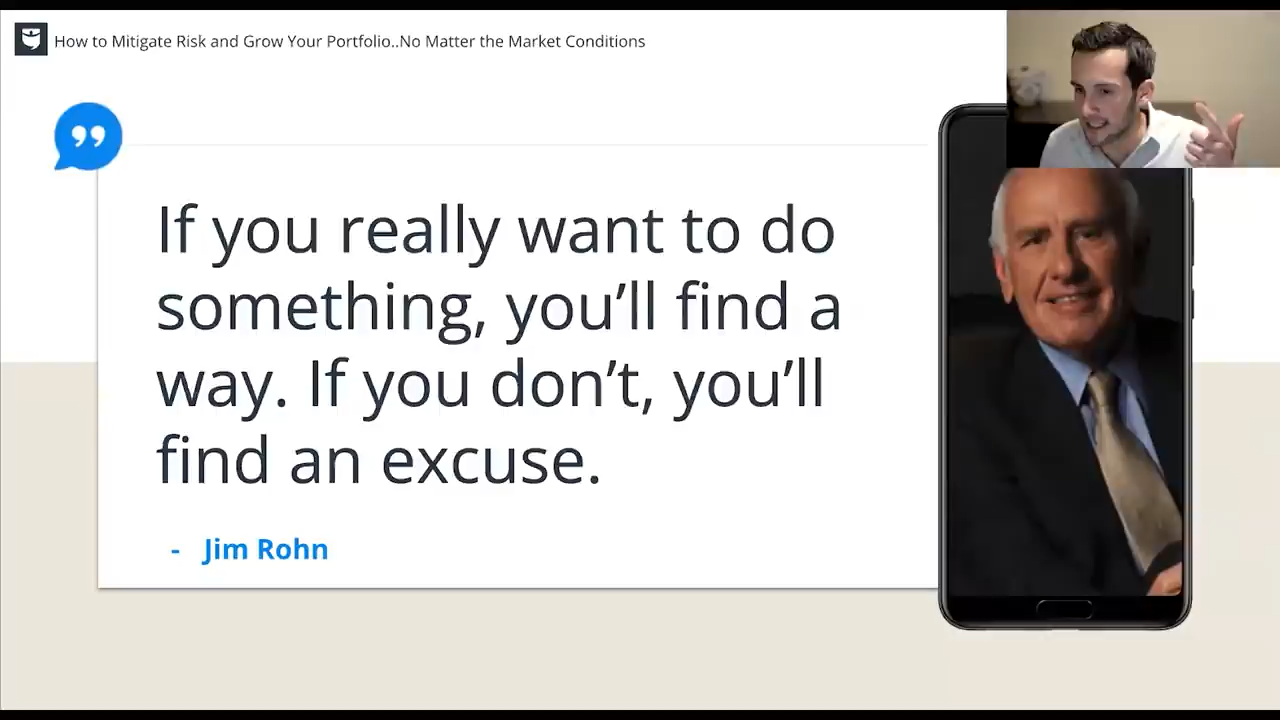 How to Mitigate Risk and Grow Your Portfolio..No Matter the Market Conditions
”
If you really want to do
something, you’ll find a
way. If you don’t, you’ll
find an excuse.
- Jim Rohn